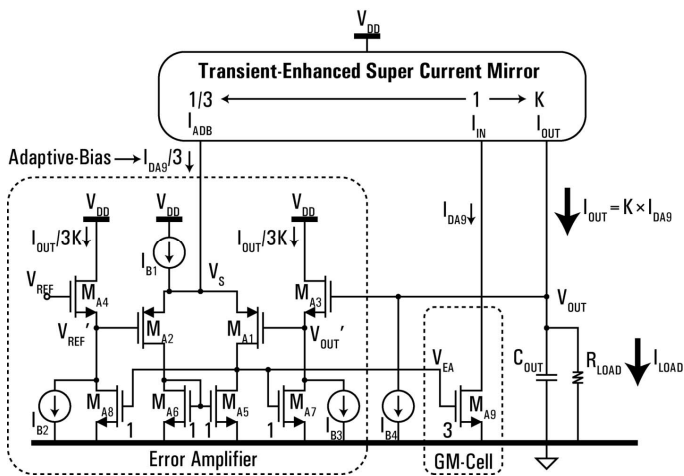 V_DD
Transient-Enhanced Super Current Mirror
1/3 1 K
I_ADB I_IN I_OUT
Adaptive-Bias I_DA9/3
V_DD V_DD V_DD
I_OUT/3K I_OUT/3K
I_DA9
I_OUT = K × I_DA9
I_B1
V_S
V_REF
M_A4 M_A3
V_OUT
V_REF' M_A2 M_A1 V_OUT'
V_EA
C_OUT R_LOAD I_LOAD
I_B2 M_A8 M_A6 M_A5 M_A7 I_B3 I_B4 M_A9
1 1 1 1 3
Error Amplifier
GM-Cell